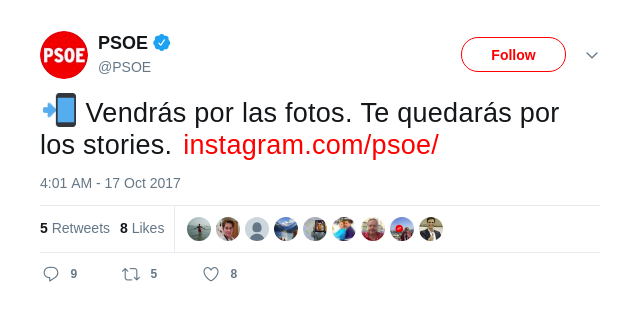 PSOE
PSOE
@PSOE
Follow
Vendrás por las fotos. Te quedarás por
los stories. instagram.com/psoe/
4:01 AM - 17 Oct 2017
5 Retweets 8 Likes
9 5 8